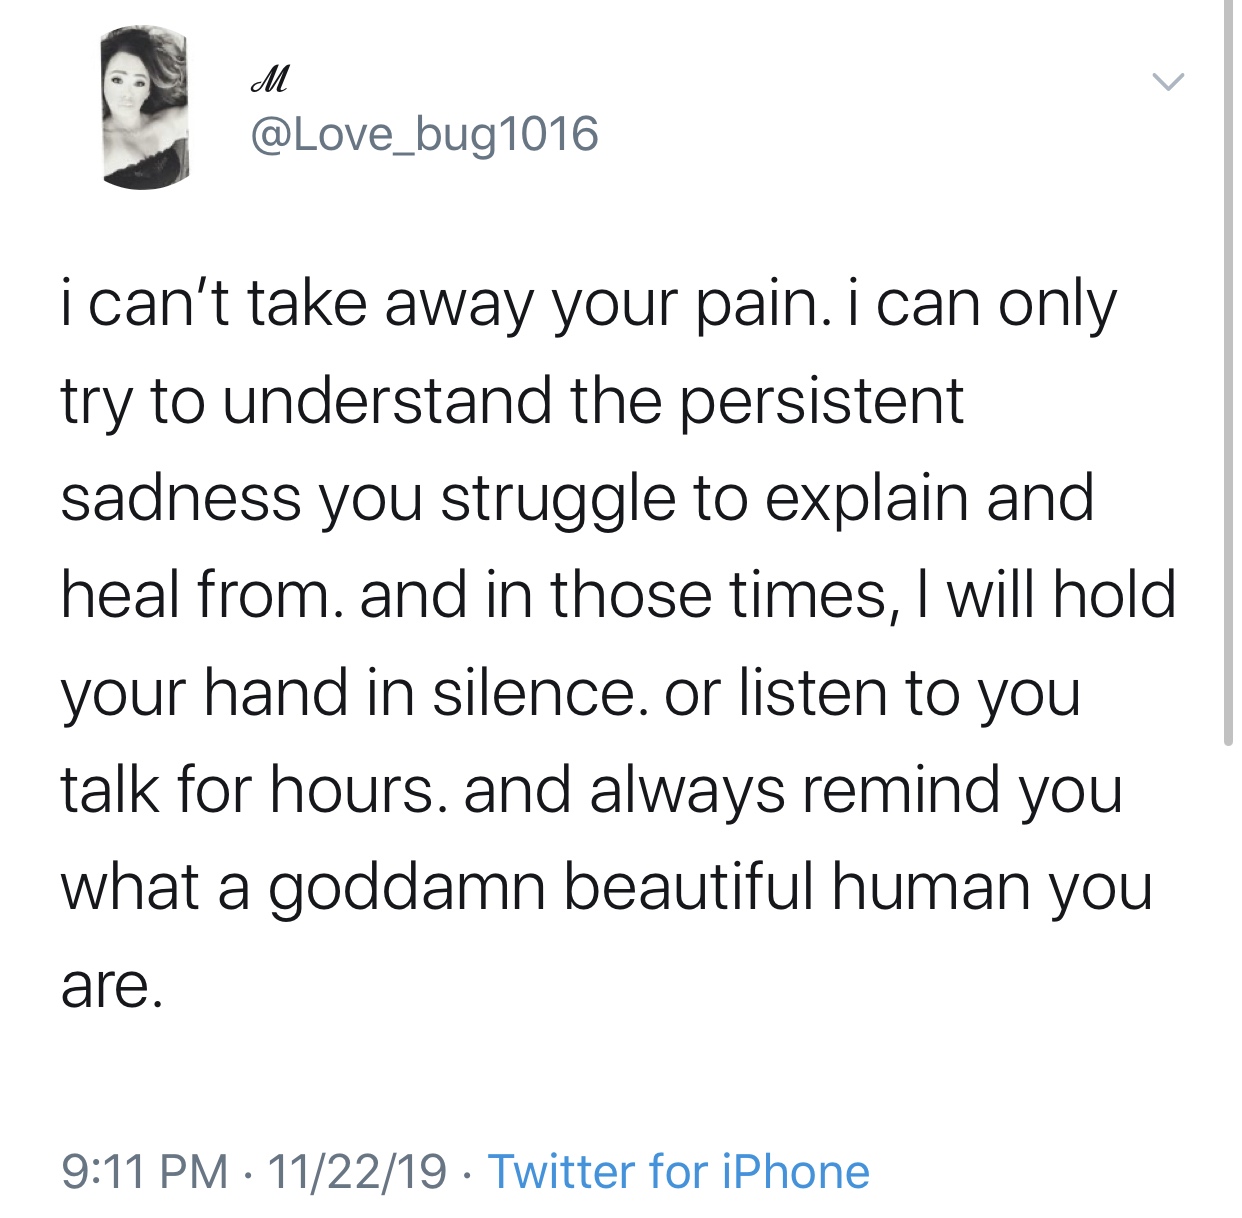 ℳ
@Love_bug1016
i can’t take away your pain. i can only
try to understand the persistent
sadness you struggle to explain and
heal from. and in those times, I will hold
your hand in silence. or listen to you
talk for hours. and always remind you
what a goddamn beautiful human you
are.
9:11 PM · 11/22/19 · Twitter for iPhone